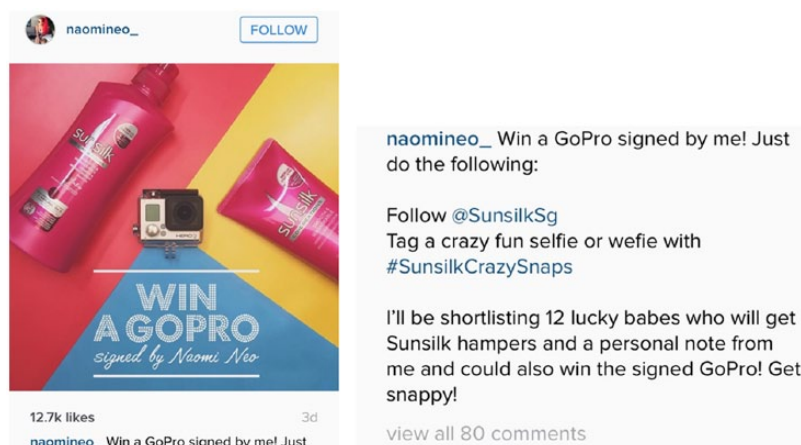 naomineo_
FOLLOW
sunsilk
sunsilk
HERO
WIN
A GOPRO
signed by Naomi Neo
12.7k likes
3d
naomineo_ Win a GoPro signed by me! Just
naomineo_ Win a GoPro signed by me! Just
do the following:
Follow @SunsilkSg
Tag a crazy fun selfie or wefie with
#SunsilkCrazySnaps
I'll be shortlisting 12 lucky babes who will get
Sunsilk hampers and a personal note from
me and could also win the signed GoPro! Get
snappy!
view all 80 comments